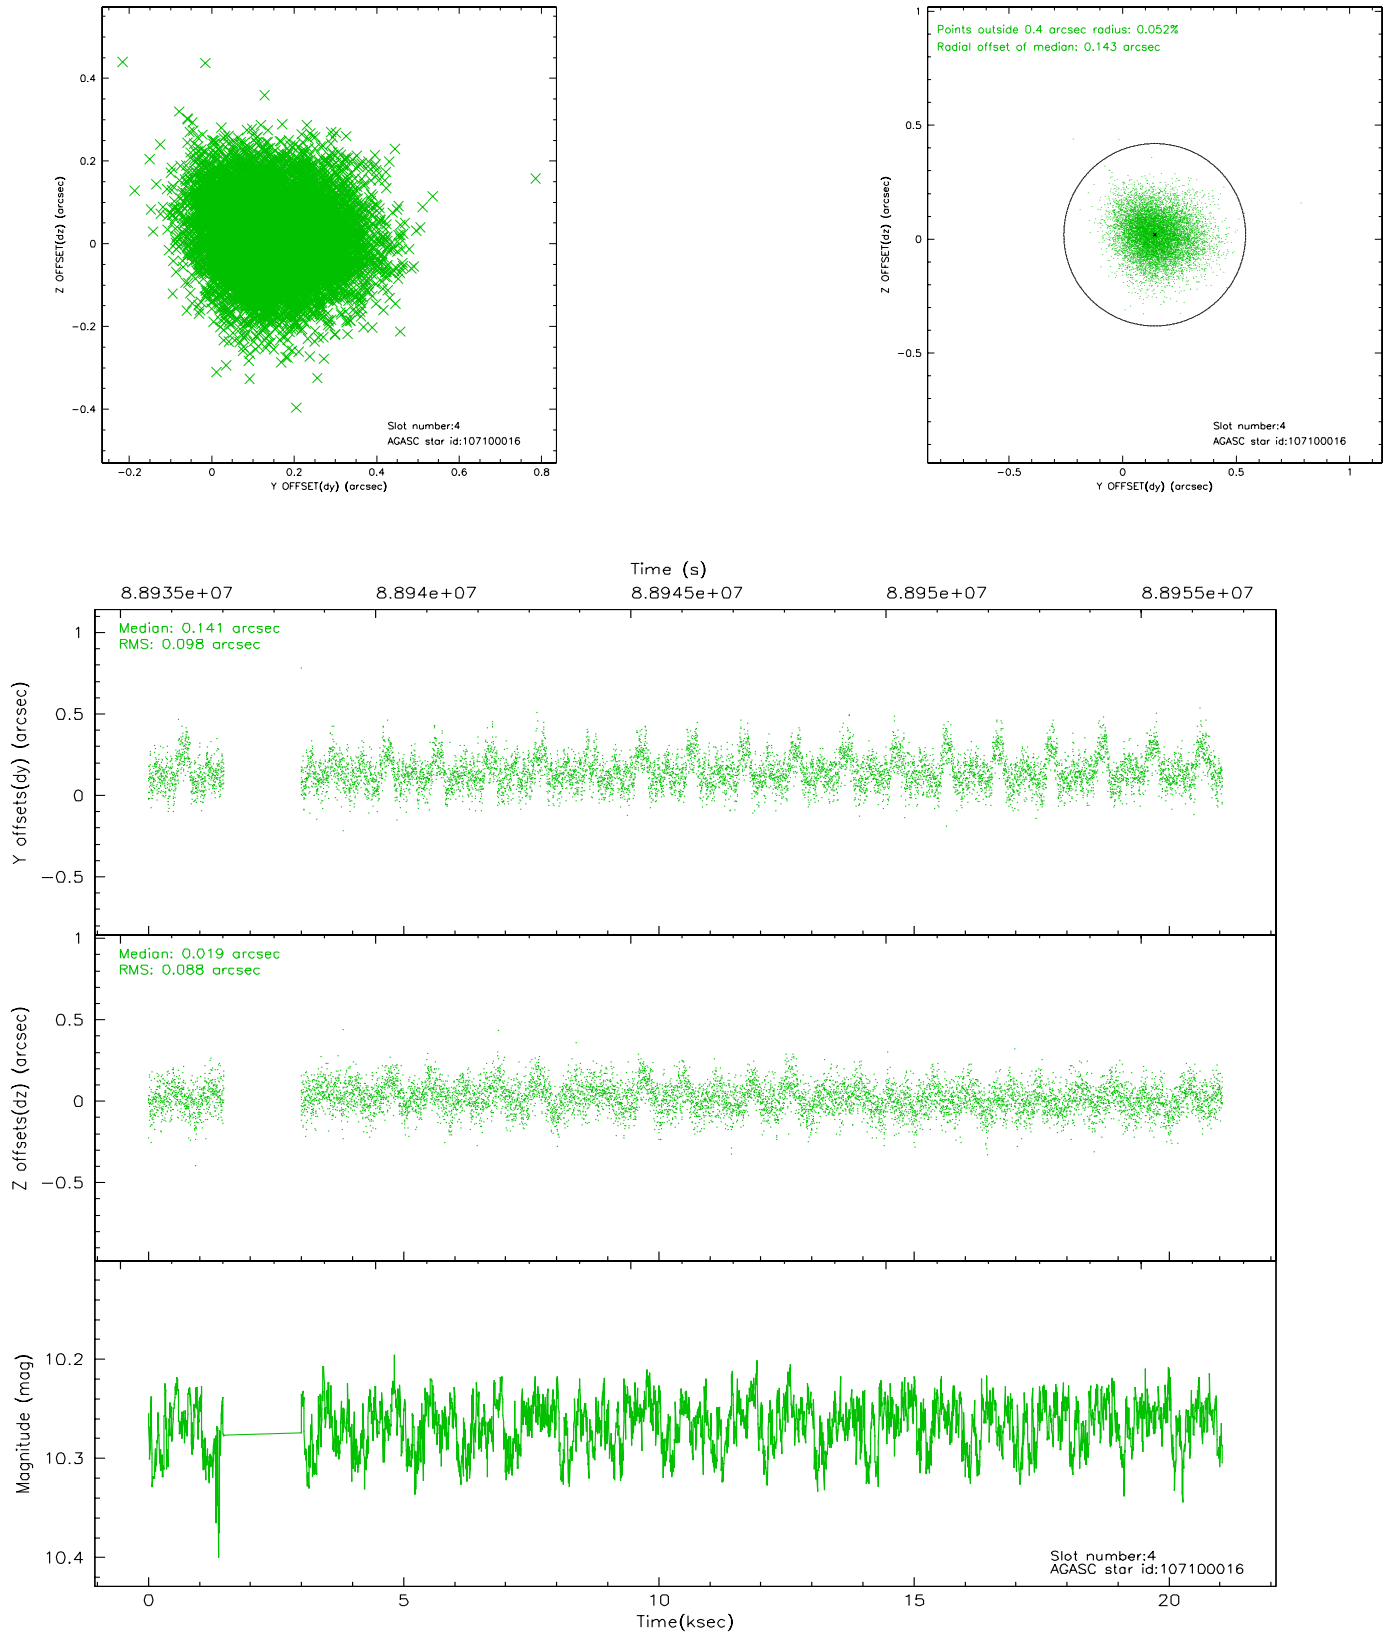 0.4
0.2
0
−0.2
−0.4
Z OFFSET(dz) (arcsec)
−0.2 0 0.2 0.4 0.6 0.8
Y OFFSET(dy) (arcsec)
Slot number:4
AGASC star id:107100016
Points outside 0.4 arcsec radius: 0.052%
Radial offset of median: 0.143 arcsec
1
0.5
0
−0.5
Z OFFSET(dz) (arcsec)
−0.5 0 0.5 1
Y OFFSET(dy) (arcsec)
Slot number:4
AGASC star id:107100016
Time (s)
8.8935e+07 8.894e+07 8.8945e+07 8.895e+07 8.8955e+07
Median: 0.141 arcsec
RMS: 0.098 arcsec
1
0.5
0
−0.5
Y offsets(dy) (arcsec)
Median: 0.019 arcsec
RMS: 0.088 arcsec
1
0.5
0
−0.5
Z offsets(dz) (arcsec)
10.2
10.3
10.4
Magnitude (mag)
Slot number:4
AGASC star id:107100016
0 5 10 15 20
Time(ksec)